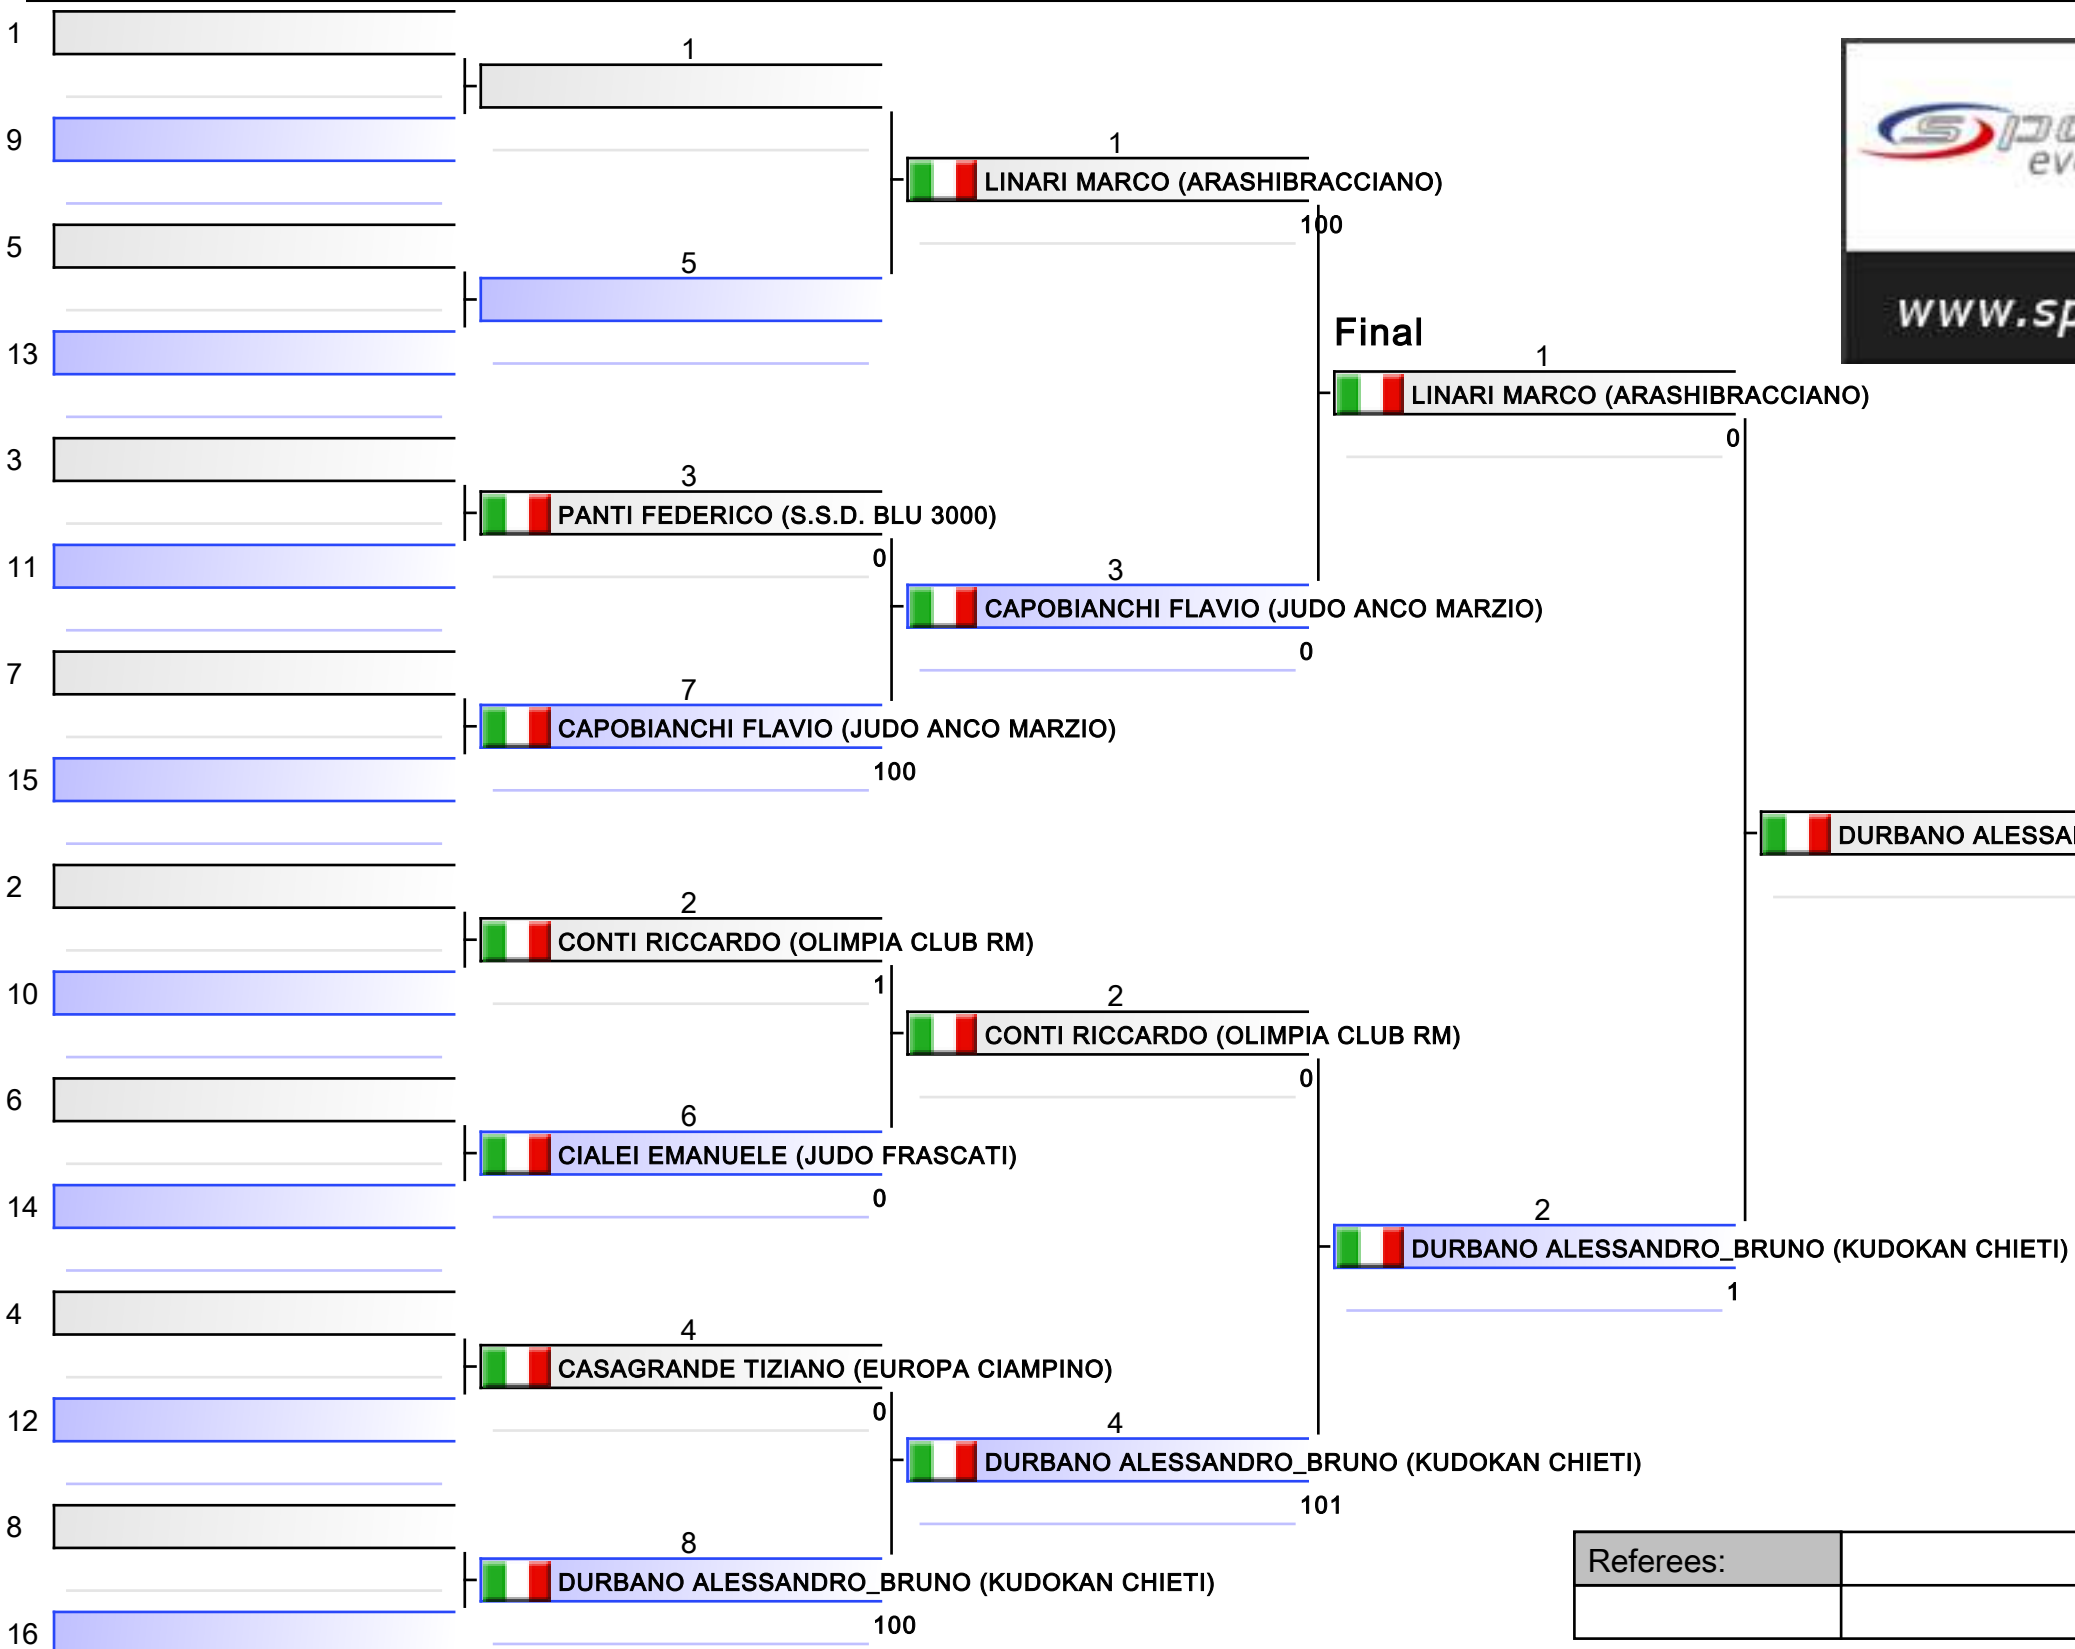 1
1
9
1
LINARI MARCO (ARASHIBRACCIANO)
100
5
5
13
Final
1
LINARI MARCO (ARASHIBRACCIANO)
0
3
3
PANTI FEDERICO (S.S.D. BLU 3000)
0
11
3
CAPOBIANCHI FLAVIO (JUDO ANCO MARZIO)
0
7
7
CAPOBIANCHI FLAVIO (JUDO ANCO MARZIO)
100
15
DURBANO
2
2
CONTI RICCARDO (OLIMPIA CLUB RM)
1
10
2
CONTI RICCARDO (OLIMPIA CLUB RM)
0
6
6
CIALEI EMANUELE (JUDO FRASCATI)
0
14
2
DURBANO ALESSANDRO_BRUNO (KUDOKAN CHIETI)
1
4
4
CASAGRANDE TIZIANO (EUROPA CIAMPINO)
0
12
4
DURBANO ALESSANDRO_BRUNO (KUDOKAN CHIETI)
101
8
8
DURBANO ALESSANDRO_BRUNO (KUDOKAN CHIETI)
100
16
Referees: